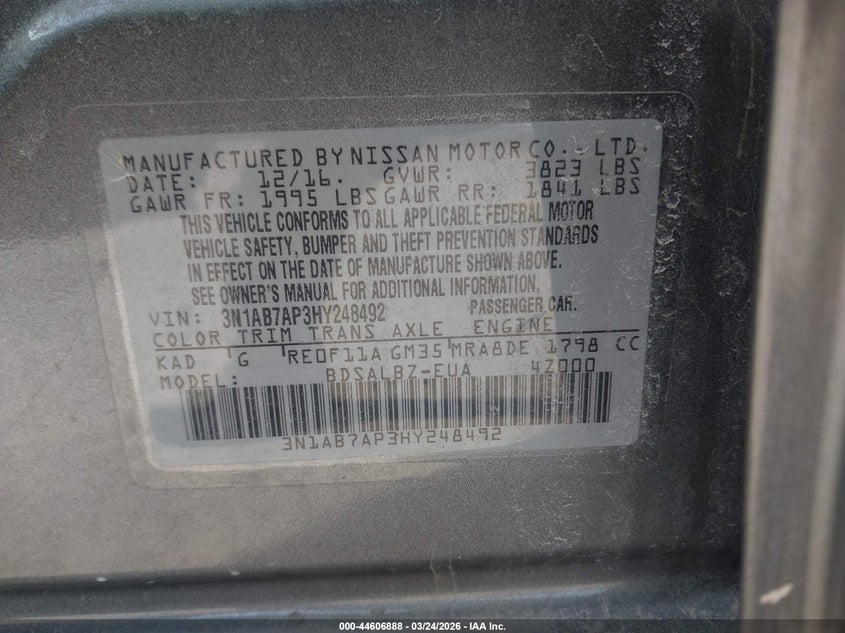 MANUFACTURED BY NISSAN MOTOR CO., LTD.
DATE: 12/16. GVWR: 3823 LBS
GAWR FR: 1995 LBS GAWR RR: 1841 LBS
THIS VEHICLE CONFORMS TO ALL APPLICABLE FEDERAL MOTOR
VEHICLE SAFETY, BUMPER AND THEFT PREVENTION STANDARDS
IN EFFECT ON THE DATE OF MANUFACTURE SHOWN ABOVE.
SEE OWNER'S MANUAL FOR ADDITIONAL INFORMATION.
VIN: 3N1AB7AP3HY248492 PASSENGER CAR.
COLOR TRIM TRANS AXLE ENGINE
KAD G RE0F11A GM35 MRA8DE 1798 CC
MODEL: BDSALBZ-EUA 4Z000
3N1AB7AP3HY248492
000-44606888 - 03/24/2026 - IAA Inc.